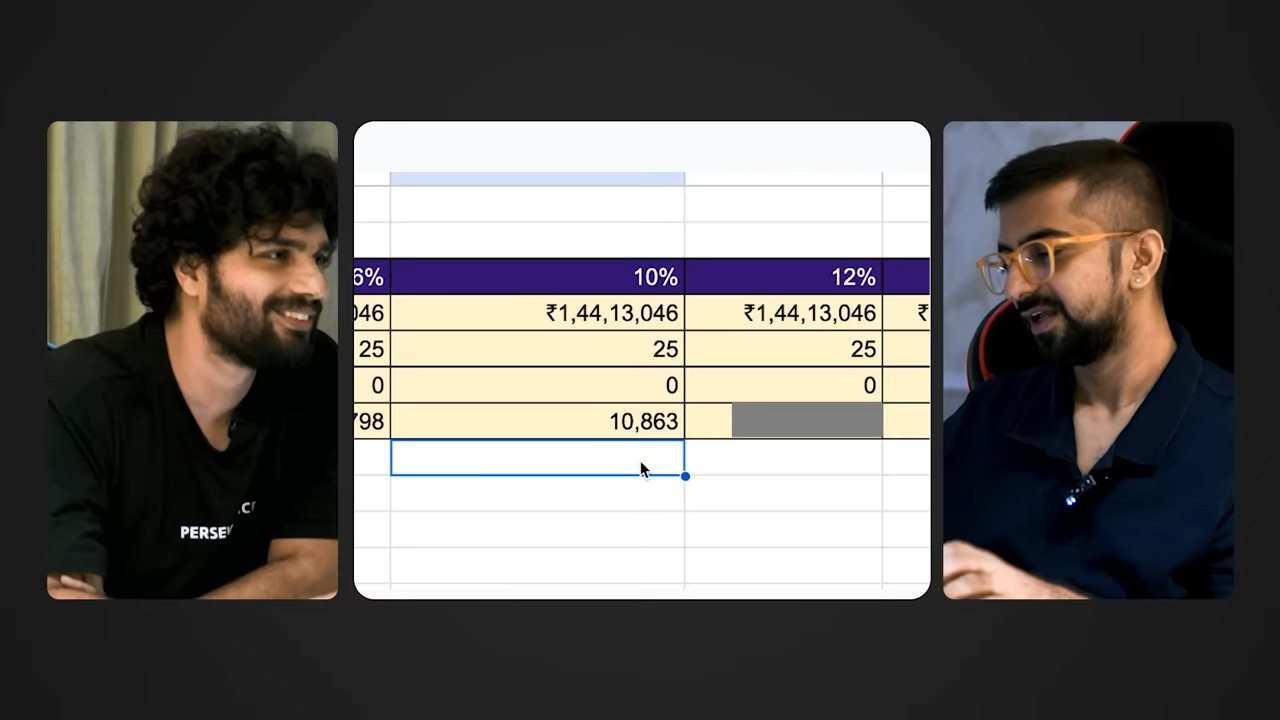 6% 10% 12%
046 ₹1,44,13,046 ₹1,44,13,046 ₹
25 25 25
0 0 0
798 10,863
PERSEV